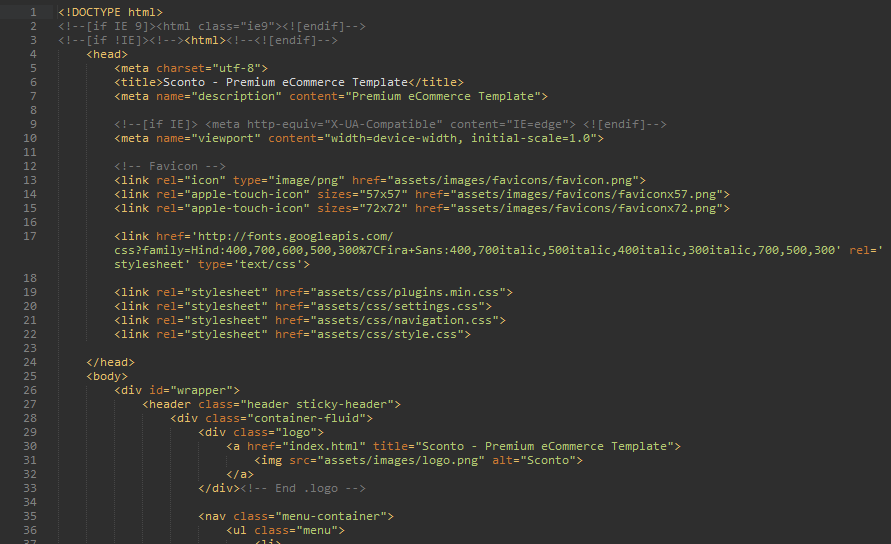 1 <!DOCTYPE html>
2 <!--[if IE 9]><html class="ie9"><![endif]-->
3 <!--[if !IE]><!--><html><!--<![endif]-->
4 <head>
5 <meta charset="utf-8">
6 <title>Sconto - Premium eCommerce Template</title>
7 <meta name="description" content="Premium eCommerce Template">
8
9 <!--[if IE]> <meta http-equiv="X-UA-Compatible" content="IE=edge"> <![endif]-->
10 <meta name="viewport" content="width=device-width, initial-scale=1.0">
11
12 <!-- Favicon -->
13 <link rel="icon" type="image/png" href="assets/images/favicons/favicon.png">
14 <link rel="apple-touch-icon" sizes="57x57" href="assets/images/favicons/faviconx57.png">
15 <link rel="apple-touch-icon" sizes="72x72" href="assets/images/favicons/faviconx72.png">
16
17 <link href='http://fonts.googleapis.com/
css?family=Hind:400,700,600,500,300%7CFira+Sans:400,700italic,500italic,400italic,300italic,700,500,300' rel='
stylesheet' type='text/css'>
18
19 <link rel="stylesheet" href="assets/css/plugins.min.css">
20 <link rel="stylesheet" href="assets/css/settings.css">
21 <link rel="stylesheet" href="assets/css/navigation.css">
22 <link rel="stylesheet" href="assets/css/style.css">
23
24 </head>
25 <body>
26 <div id="wrapper">
27 <header class="header sticky-header">
28 <div class="container-fluid">
29 <div class="logo">
30 <a href="index.html" title="Sconto - Premium eCommerce Template">
31 <img src="assets/images/logo.png" alt="Sconto">
32 </a>
33 </div><!-- End .logo -->
34
35 <nav class="menu-container">
36 <ul class="menu">
37 <li>